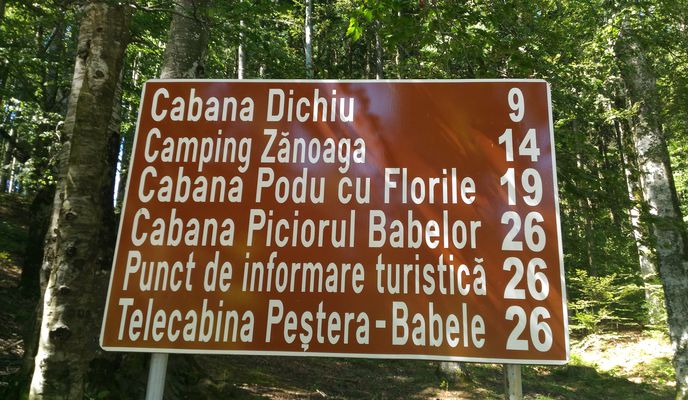 Cabana Dichiu 9
Camping Zănoaga 14
Cabana Podu cu Florile 19
Cabana Piciorul Babelor 26
Punct de informare turistică 26
Telecabina Peştera-Babele 26